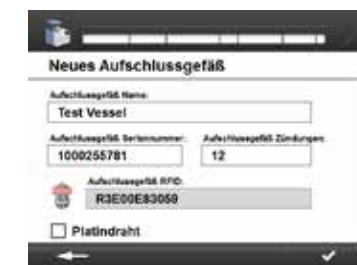 Neues Aufschlussgefäß
Aufschlussgefäß Name:
Test Vessel
Aufschlussgefäß Seriennummer: Aufschlussgefäß Zündungen:
1000255781 12
Aufschlussgefäß RFID:
R3E00E83059
Platindraht